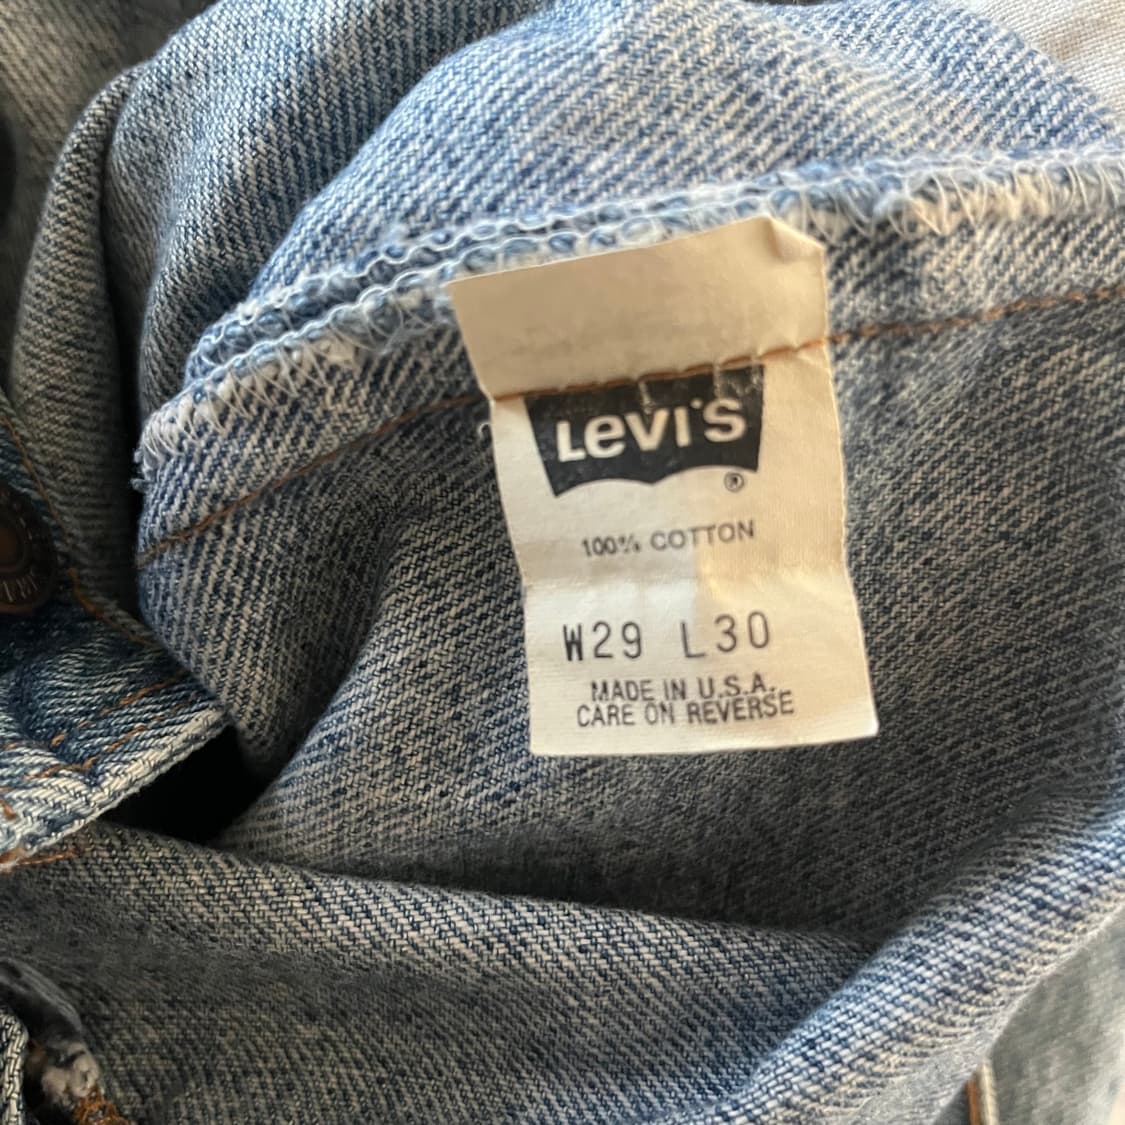 Levi's
®
100% COTTON
W29 L30
MADE IN U.S.A.
CARE ON REVERSE